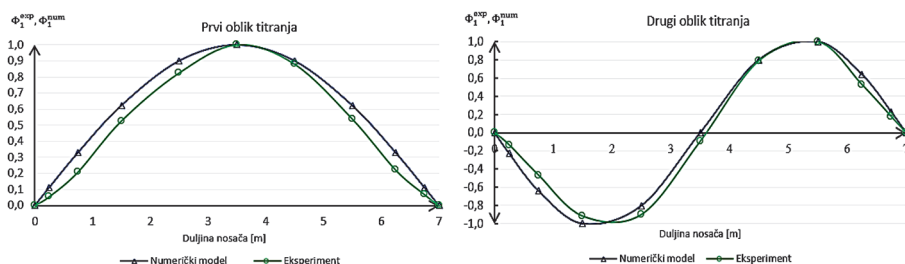 Φ₁ᵉˣᵖ, Φ₁ⁿᵘᵐ
Prvi oblik titranja
1,0
0,9
0,8
0,7
0,6
0,5
0,4
0,3
0,2
0,1
0,0
0 1 2 3 4 5 6 7
Duljina nosača [m]
Numerički model Eksperiment
Φ₁ᵉˣᵖ, Φ₁ⁿᵘᵐ
Drugi oblik titranja
1,0
0,8
0,6
0,4
0,2
0,0
-0,2
-0,4
-0,6
-0,8
-1,0
0 1 2 3 4 5 6 7
Duljina nosača [m]
Numerički model Eksperiment